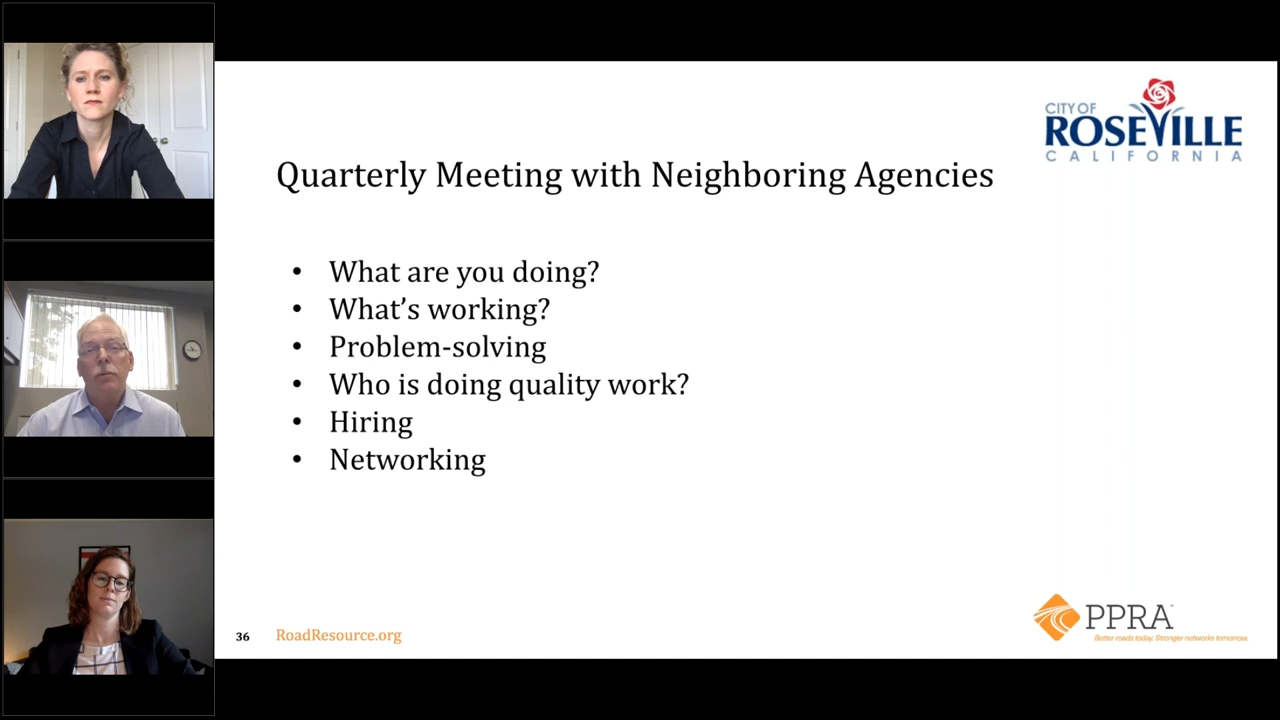 CITY OF
ROSEVILLE
CALIFORNIA
Quarterly Meeting with Neighboring Agencies
• What are you doing?
• What’s working?
• Problem-solving
• Who is doing quality work?
• Hiring
• Networking
36 RoadResource.org
PPRA™
Better roads today. Stronger networks tomorrow.